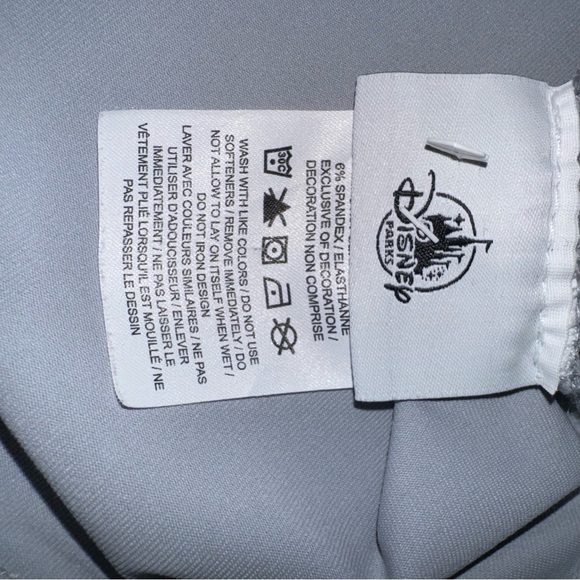 Disney
PARKS
6% SPANDEX / ELASTHANNE
EXCLUSIVE OF DECORATION /
DECORATION NON COMPRISE
30C
WASH WITH LIKE COLORS / DO NOT USE
SOFTENERS / REMOVE IMMEDIATELY / DO
NOT ALLOW TO LAY ON ITSELF WHEN WET /
DO NOT IRON DESIGN
LAVER AVEC COULEURS SIMILAIRES / NE PAS
UTILISER D'ADOUCISSEUR / ENLEVER
IMMÉDIATEMENT / NE PAS LAISSER LE
VÊTEMENT PLIÉ LORSQU'IL EST MOUILLÉ / NE
PAS REPASSER LE DESSIN